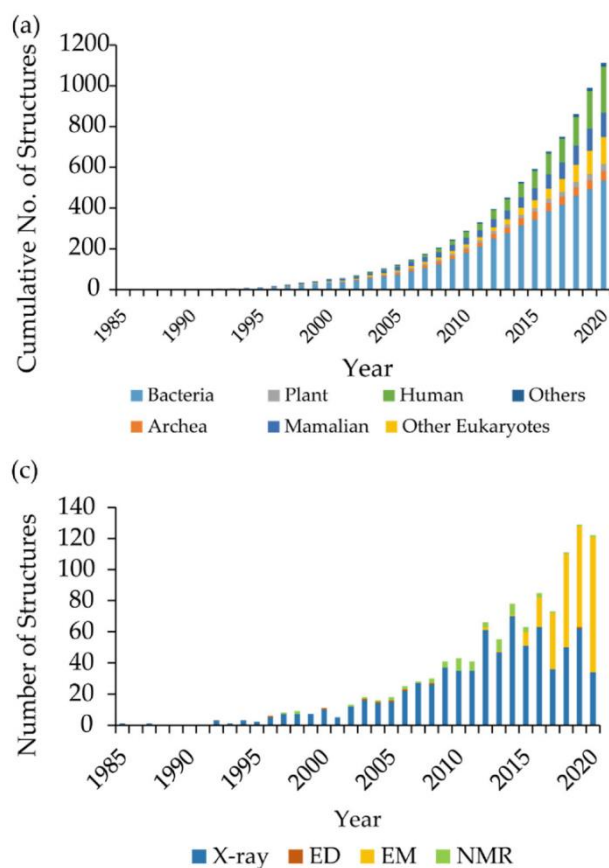 (a)
Cumulative No. of Structures
1200
1000
800
600
400
200
0
1985 1990 1995 2000 2005 2010 2015 2020
Year
Bacteria Plant Human Others
Archea Mamalian Other Eukaryotes
(c)
Number of Structures
140
120
100
80
60
40
20
0
1985 1990 1995 2000 2005 2010 2015 2020
Year
X-ray ED EM NMR